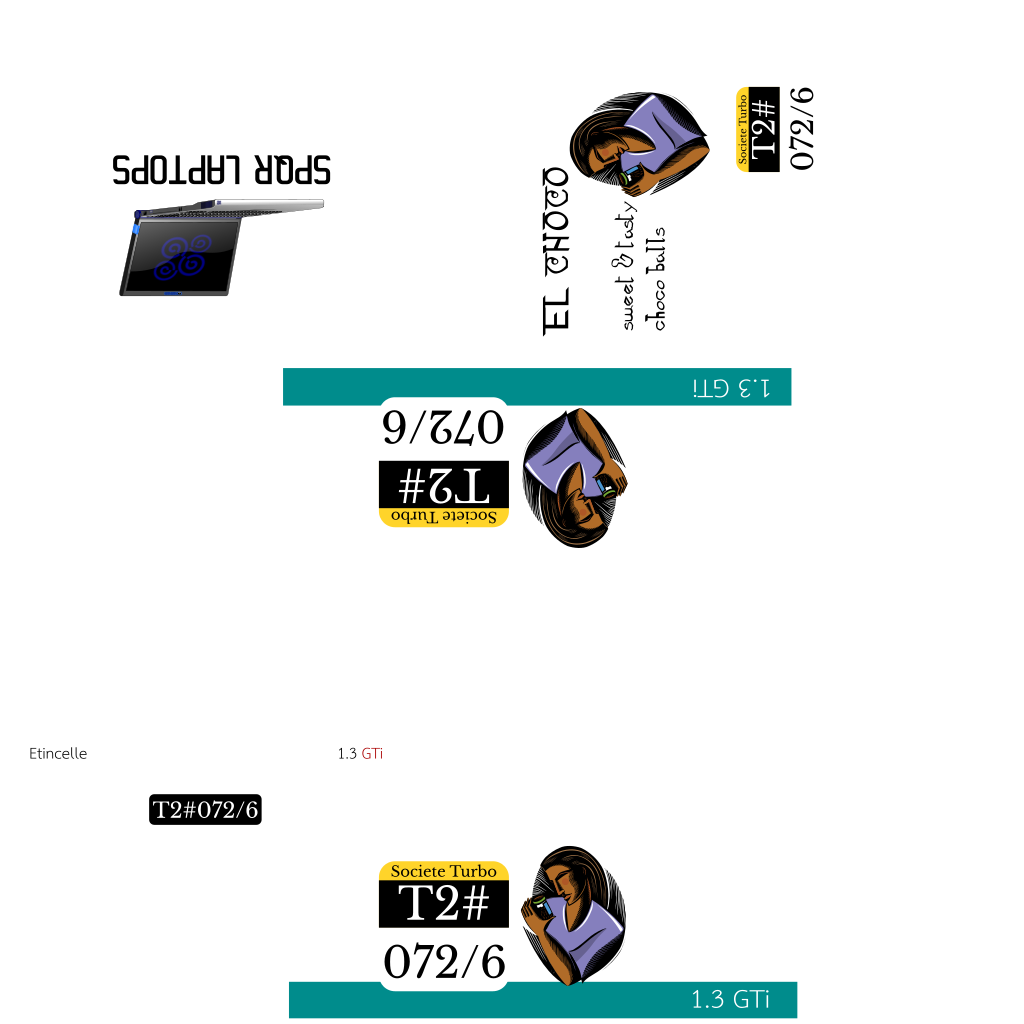 SPQR LAPTOPS
EL CHOCO
sweet & tasty
choco balls
Societe Turbo
T2#
072/6
1.3 GTi
072/6
T2#
Societe Turbo
Etincelle
1.3 GTi
T2#072/6
Societe Turbo
T2#
072/6
1.3 GTi